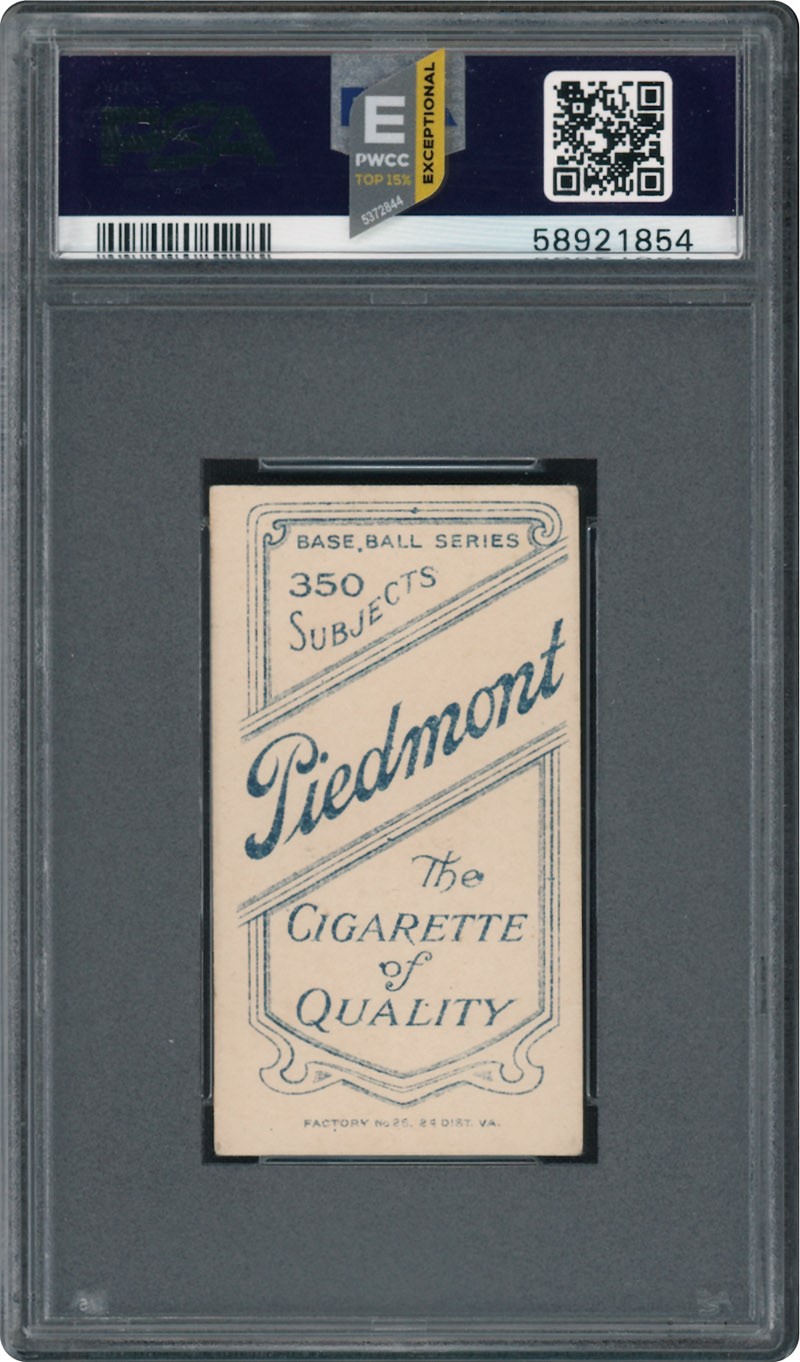 PSA
E
PWCC
TOP 15%
EXCEPTIONAL
5372844
58921854
BASE BALL SERIES
350
SUBJECTS
Piedmont
The
CIGARETTE
of
QUALITY
FACTORY No 25. 2d DIST. VA.